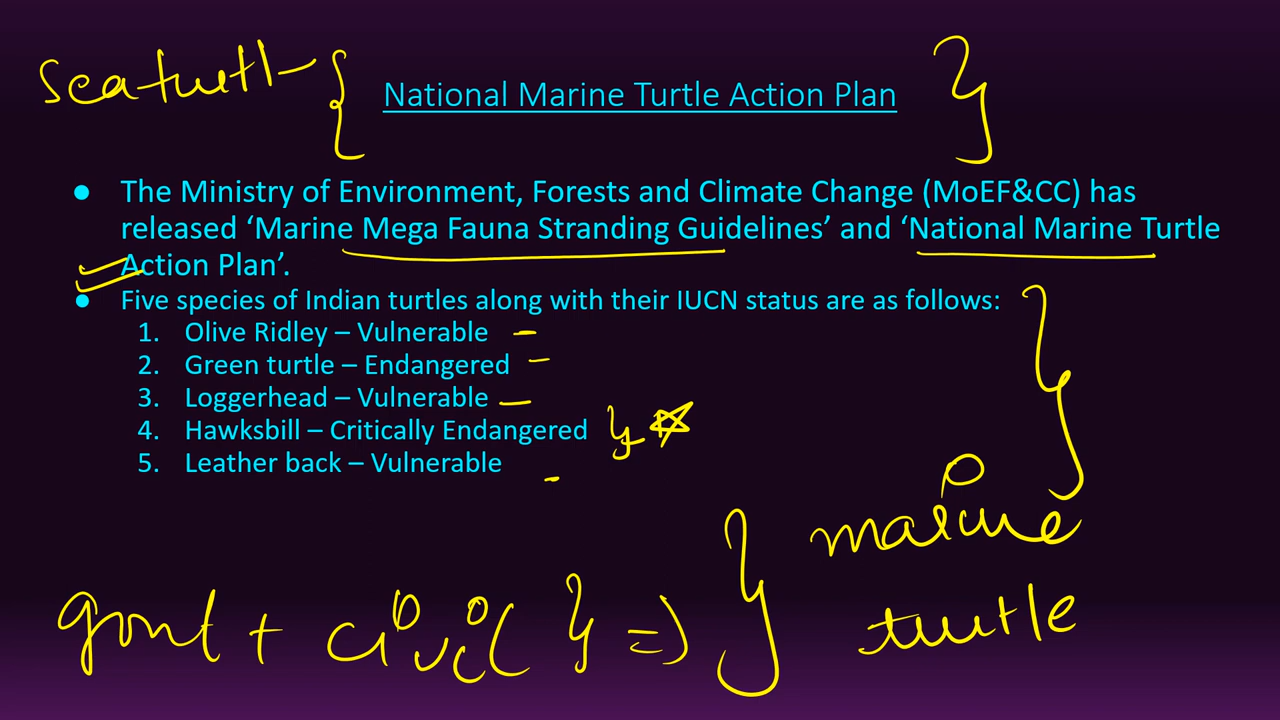 Sea turtl
National Marine Turtle Action Plan
● The Ministry of Environment, Forests and Climate Change (MoEF&CC) has
released ‘Marine Mega Fauna Stranding Guidelines’ and ‘National Marine Turtle
Action Plan’.
● Five species of Indian turtles along with their IUCN status are as follows:
1. Olive Ridley – Vulnerable
2. Green turtle – Endangered
3. Loggerhead – Vulnerable
4. Hawksbill – Critically Endangered
5. Leather back – Vulnerable
marine
govt + civil } =>
turtle